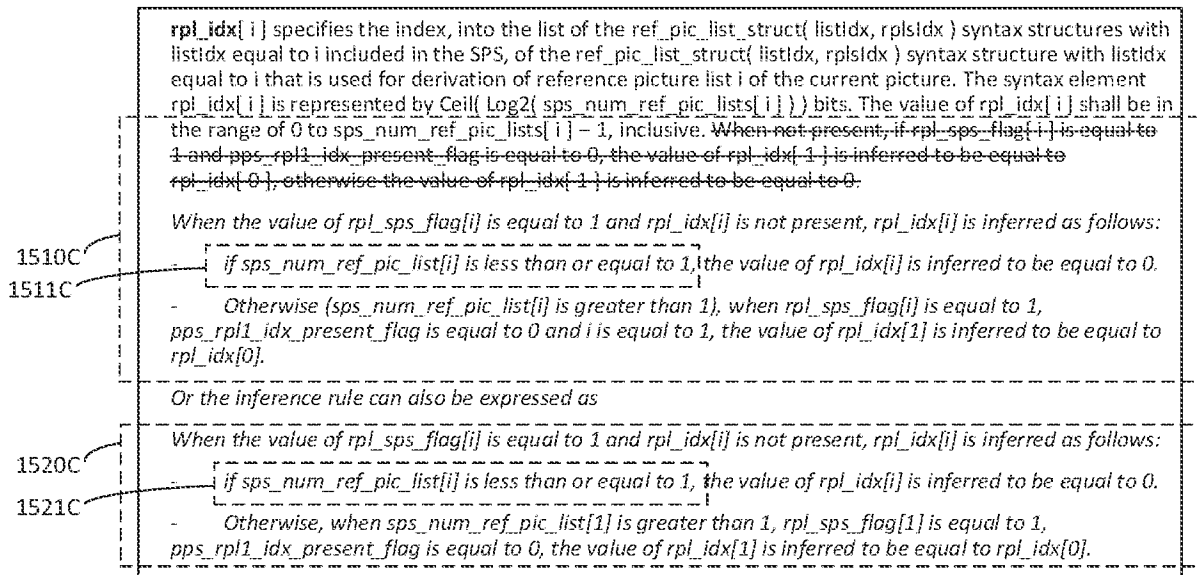 rpl_idx[ i ] specifies the index, into the list of the ref_pic_list_struct( listIdx, rplsIdx ) syntax structures with
listIdx equal to i included in the SPS, of the ref_pic_list_struct( listIdx, rplsIdx ) syntax structure with listIdx
equal to i that is used for derivation of reference picture list i of the current picture. The syntax element
rpl_idx[ i ] is represented by Ceil( Log2( sps_num_ref_pic_lists[ i ] ) ) bits. The value of rpl_idx[ i ] shall be in
the range of 0 to sps_num_ref_pic_lists[ i ] – 1, inclusive. When not present, if rpl_sps_flag[ i ] is equal to
1 and pps_rpl1_idx_present_flag is equal to 0, the value of rpl_idx[ 1 ] is inferred to be equal to
rpl_idx[ 0 ], otherwise the value of rpl_idx[ 1 ] is inferred to be equal to 0.
When the value of rpl_sps_flag[i] is equal to 1 and rpl_idx[i] is not present, rpl_idx[i] is inferred as follows:
1510C
- if sps_num_ref_pic_list[i] is less than or equal to 1, the value of rpl_idx[i] is inferred to be equal to 0.
1511C
- Otherwise (sps_num_ref_pic_list[i] is greater than 1), when rpl_sps_flag[i] is equal to 1,
pps_rpl1_idx_present_flag is equal to 0 and i is equal to 1, the value of rpl_idx[1] is inferred to be equal to
rpl_idx[0].
Or the inference rule can also be expressed as
When the value of rpl_sps_flag[i] is equal to 1 and rpl_idx[i] is not present, rpl_idx[i] is inferred as follows:
1520C
- if sps_num_ref_pic_list[i] is less than or equal to 1, the value of rpl_idx[i] is inferred to be equal to 0.
1521C
- Otherwise, when sps_num_ref_pic_list[1] is greater than 1, rpl_sps_flag[1] is equal to 1,
pps_rpl1_idx_present_flag is equal to 0, the value of rpl_idx[1] is inferred to be equal to rpl_idx[0].